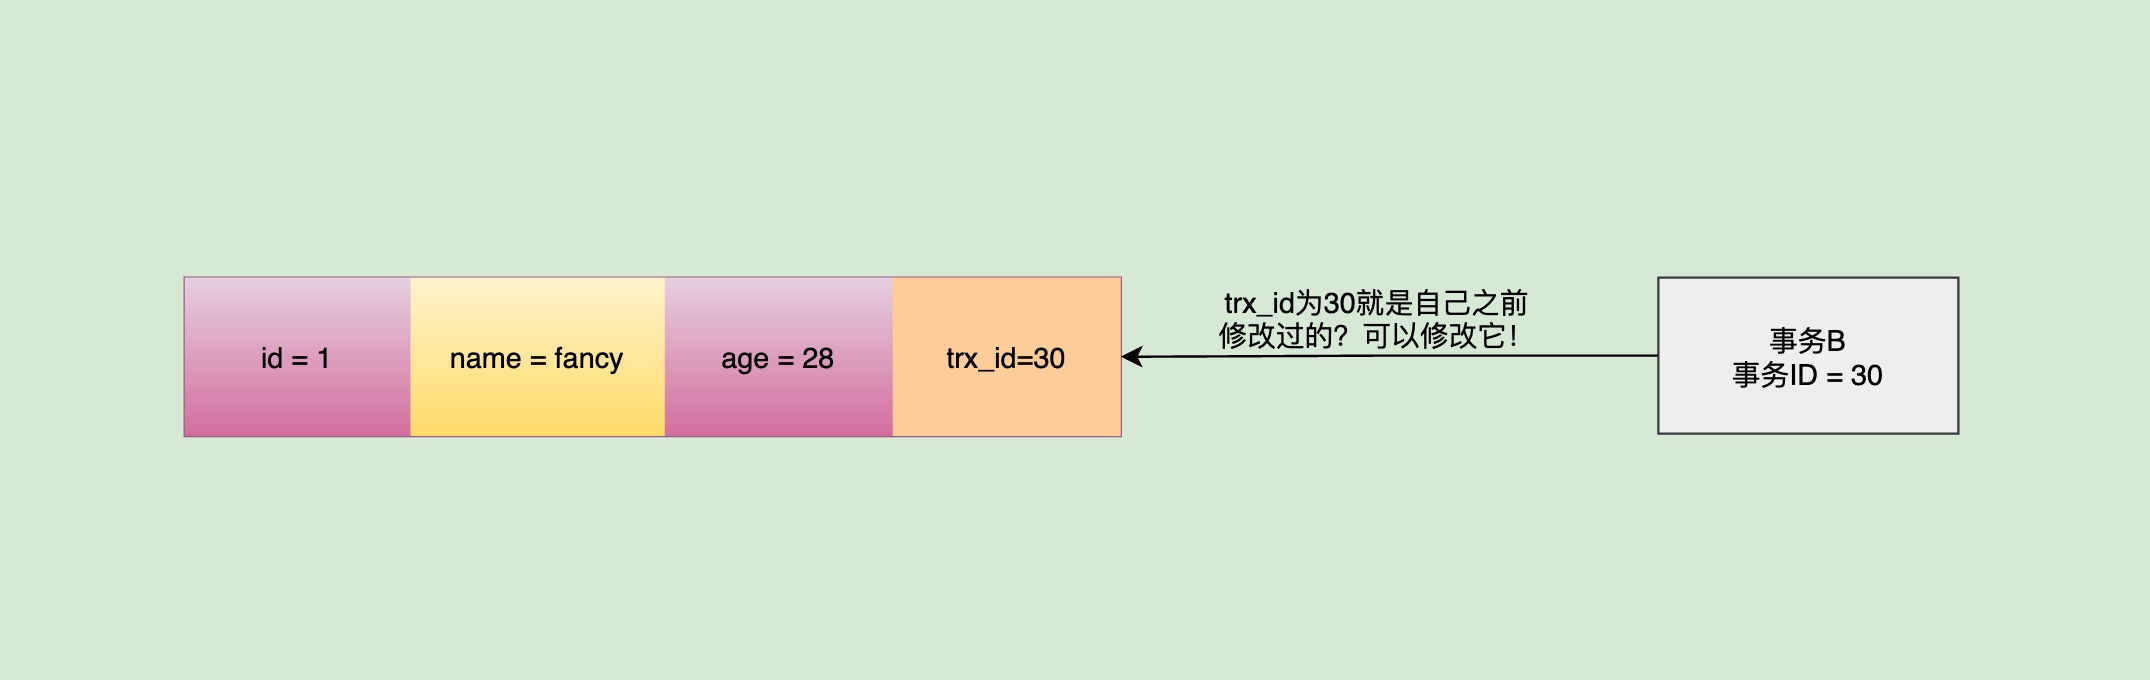 id = 1
name = fancy
age = 28
trx_id=30
trx_id为30就是自己之前
修改过的？可以修改它！
事务B
事务ID = 30